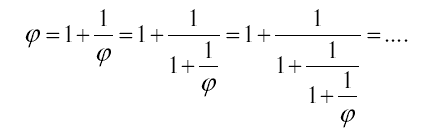 φ = 1 + 1/φ = 1 + 1/(1 + 1/φ) = 1 + 1/(1 + 1/(1 + 1/φ)) = ....